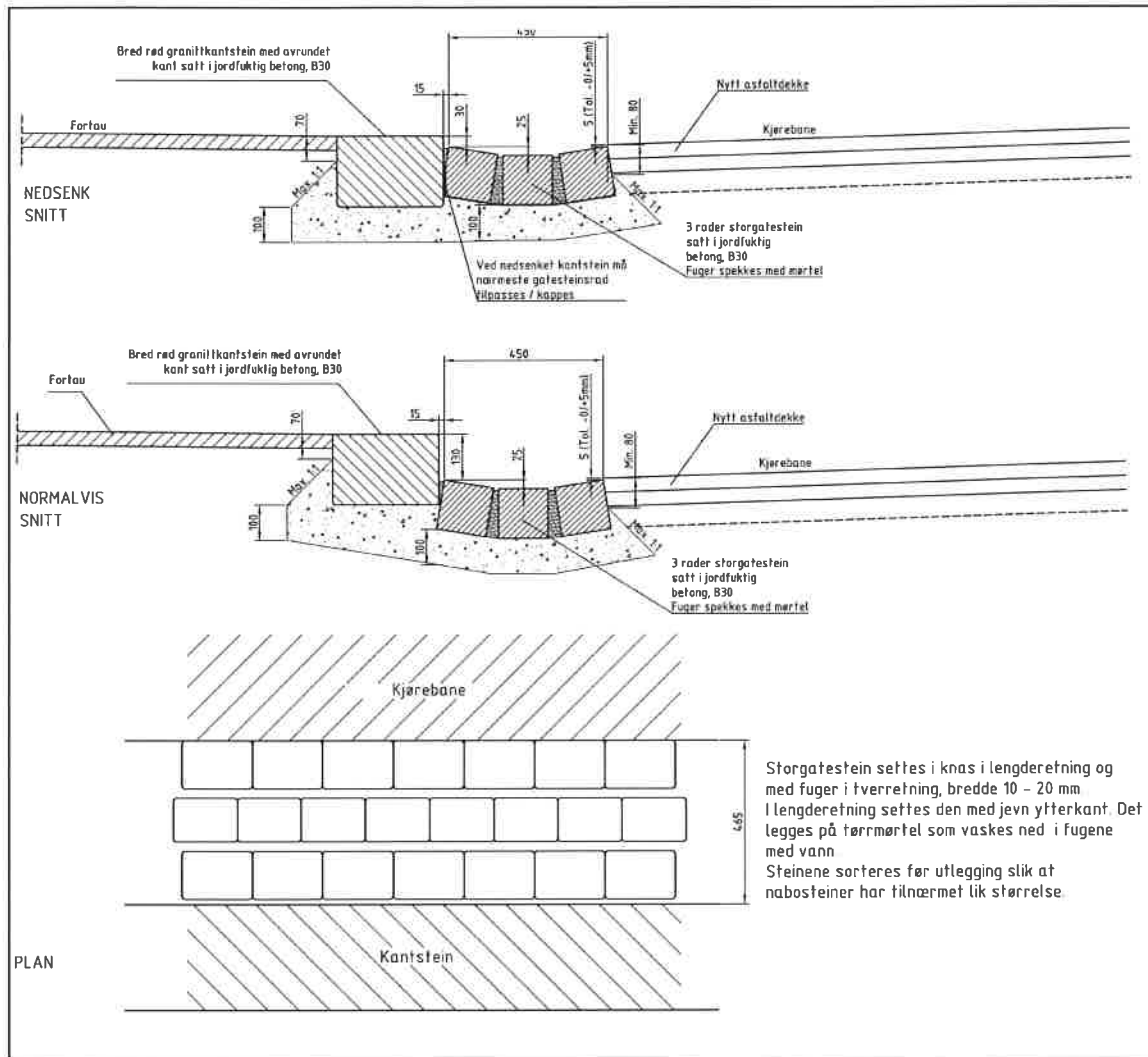 Bred rød granittkantstein med avrundet
kant satt i jordfuktig betong, B30
450
15
30
25
5 (Tol. -0/+5mm)
Min. 80
Nytt asfaltdekke
Kjørebane
Fortau
70
Max 1:1
NEDSENK
SNITT
100
100
Max 1:1
3 rader storgatestein
satt i jordfuktig
betong, B30
Fuger spekkes med mørtel
Ved nedsenket kantstein må
nærmeste gatesteinsrad
tilpasses / kappes
Bred rød granittkantstein med avrundet
kant satt i jordfuktig betong, B30
450
Fortau
70
15
130
25
5 (Tol. -0/+5mm)
Min. 80
Nytt asfaltdekke
Kjørebane
Max 1:1
NORMALVIS
SNITT
100
100
Max 1:1
3 rader storgatestein
satt i jordfuktig
betong, B30
Fuger spekkes med mørtel
Kjørebane
465
Storgatestein settes i knas i lengderetning og
med fuger i tverretning, bredde 10 - 20 mm
I lengderetning settes den med jevn ytterkant. Det
legges på tørrmørtel som vaskes ned i fugene
med vann
Steinene sorteres før utlegging slik at
nabosteiner har tilnærmet lik størrelse.
Kantstein
PLAN